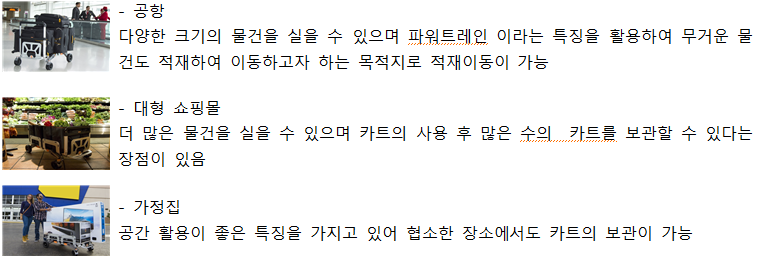 - 공항
다양한 크기의 물건을 실을 수 있으며 파워트레인 이라는 특징을 활용하여 무거운 물
건도 적재하여 이동하고자 하는 목적지로 적재이동이 가능
- 대형 쇼핑몰
더 많은 물건을 실을 수 있으며 카트의 사용 후 많은 수의 카트를 보관할 수 있다는
장점이 있음
- 가정집
공간 활용이 좋은 특징을 가지고 있어 협소한 장소에서도 카트의 보관이 가능